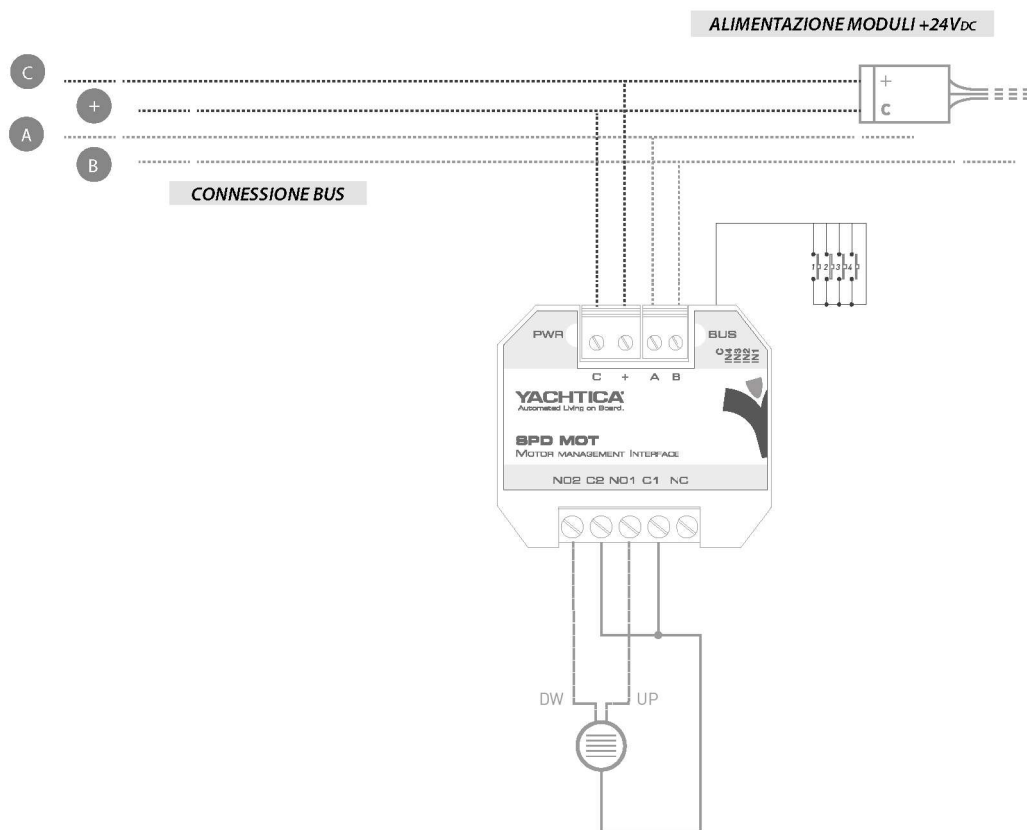 ALIMENTAZIONE MODULI +24VDC
C
+
A
B
+
C
CONNESSIONE BUS
1 2 3 4
PWR
BUS
C
IN4
IN3
IN2
IN1
C + A B
YACHTICA
Automated Living on Board.
SPD MOT
MOTOR MANAGEMENT INTERFACE
NO2 C2 NO1 C1 NC
DW
UP